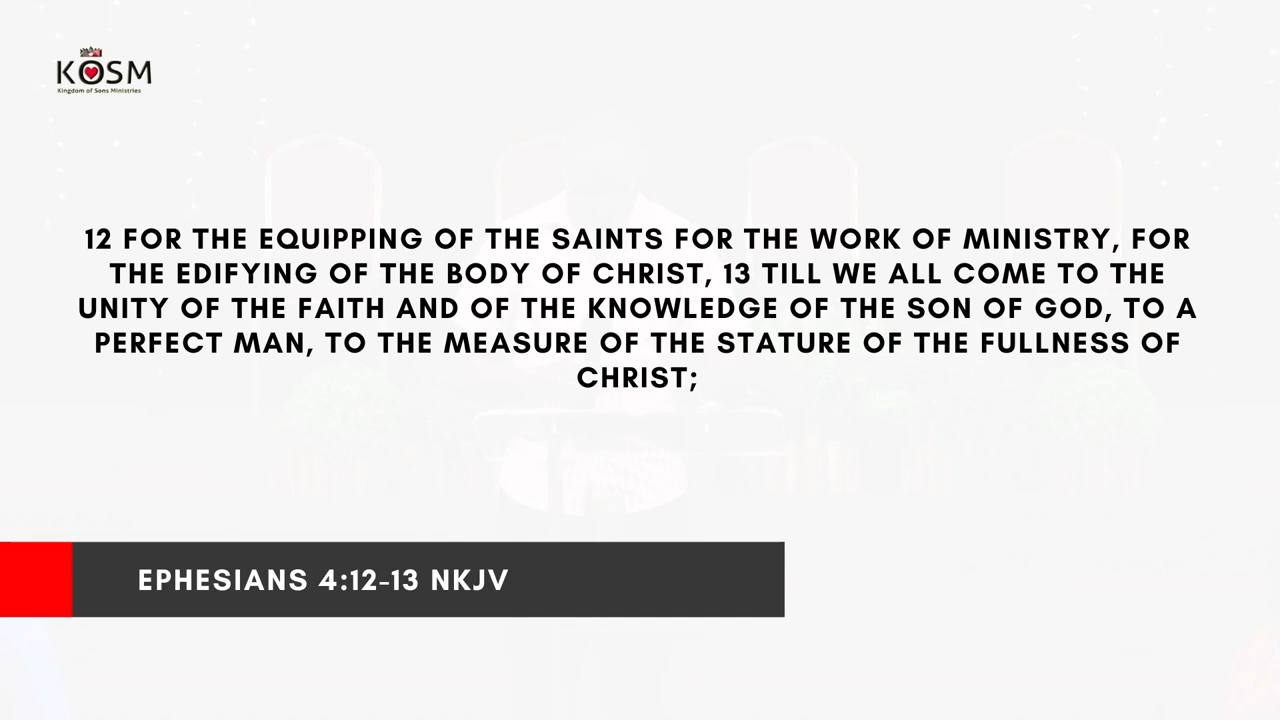 KOSM
Kingdom of Sons Ministries
12 FOR THE EQUIPPING OF THE SAINTS FOR THE WORK OF MINISTRY, FOR
THE EDIFYING OF THE BODY OF CHRIST, 13 TILL WE ALL COME TO THE
UNITY OF THE FAITH AND OF THE KNOWLEDGE OF THE SON OF GOD, TO A
PERFECT MAN, TO THE MEASURE OF THE STATURE OF THE FULLNESS OF
CHRIST;
EPHESIANS 4:12-13 NKJV